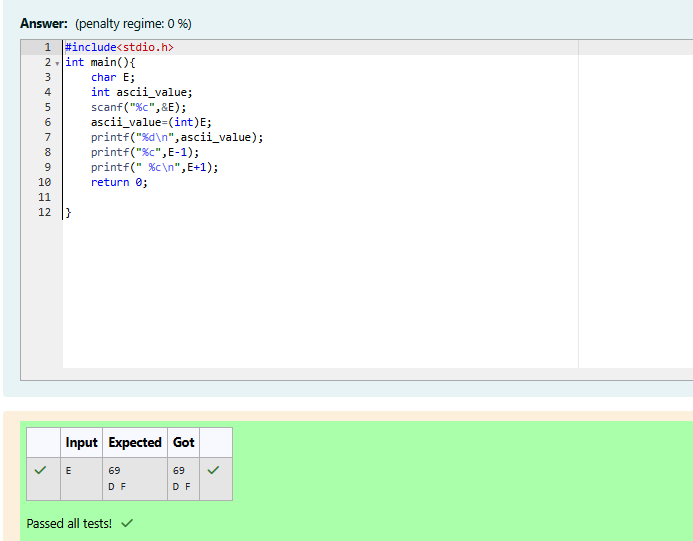 Answer: (penalty regime: 0 %)
1 #include<stdio.h>
2 int main(){
3 char E;
4 int ascii_value;
5 scanf("%c",&E);
6 ascii_value=(int)E;
7 printf("%d\n",ascii_value);
8 printf("%c",E-1);
9 printf(" %c\n",E+1);
10 return 0;
11
12 }
Input Expected Got
E 69 69
D F D F
Passed all tests!